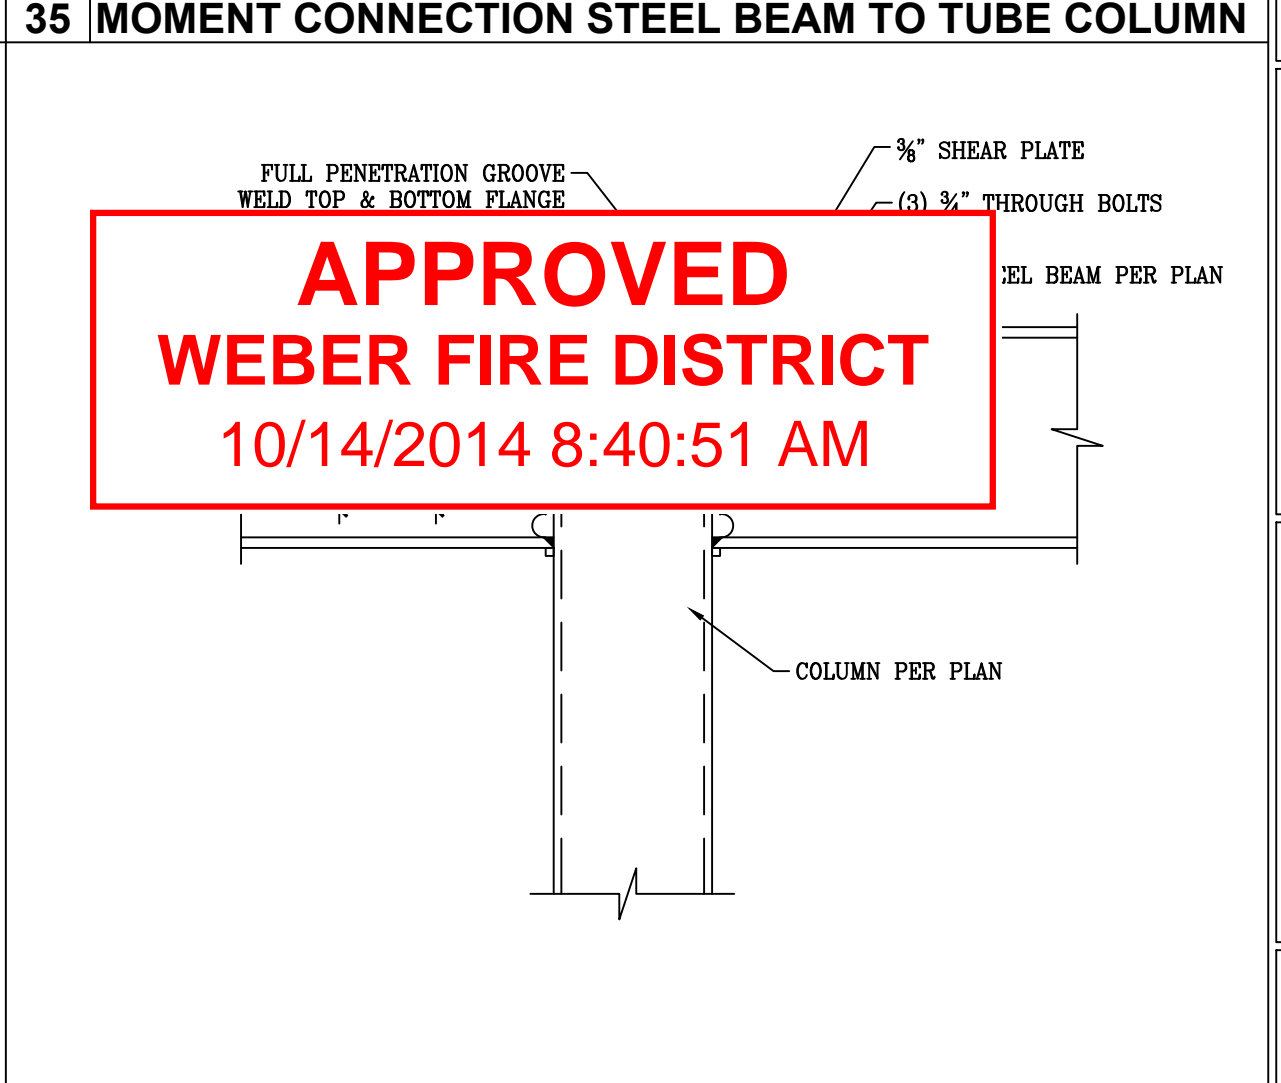 35 MOMENT CONNECTION STEEL BEAM TO TUBE COLUMN
FULL PENETRATION GROOVE
WELD TOP & BOTTOM FLANGE
⅜" SHEAR PLATE
(3) ¾" THROUGH BOLTS
BEAM PER PLAN
APPROVED
WEBER FIRE DISTRICT
10/14/2014 8:40:51 AM
COLUMN PER PLAN